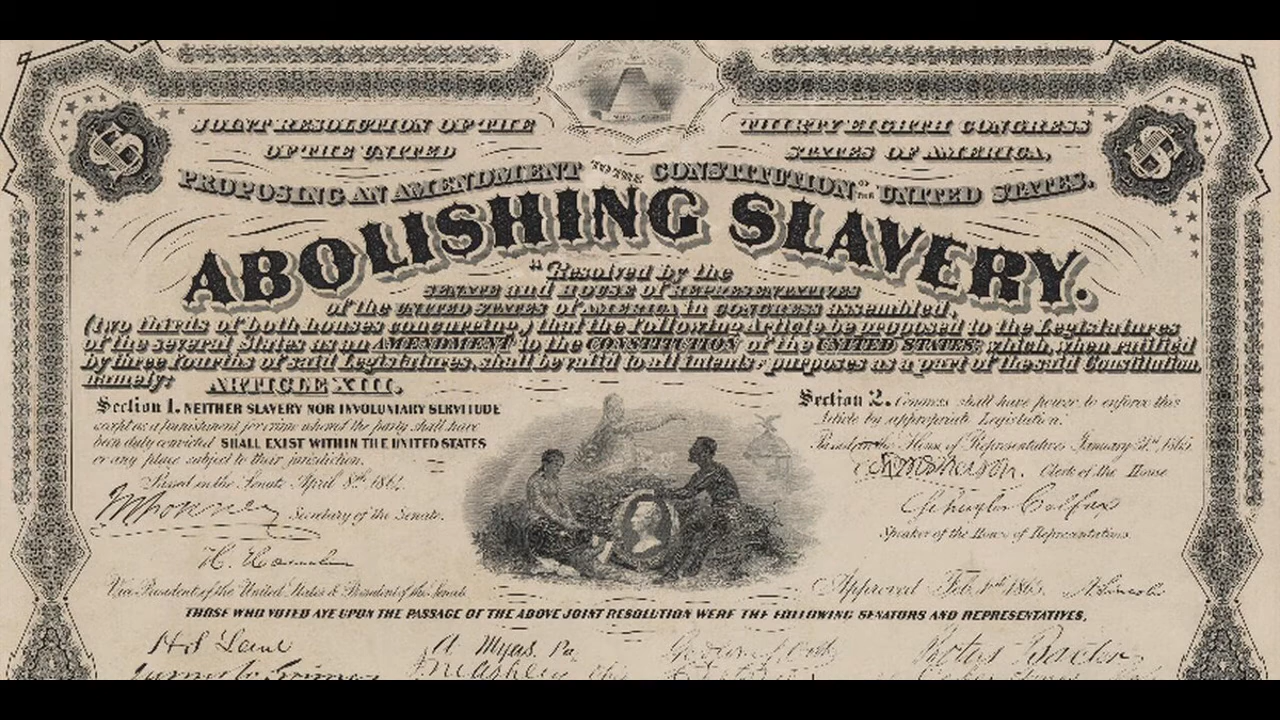 JOINT RESOLUTION OF THE THIRTY EIGHTH CONGRESS
OF THE UNITED STATES OF AMERICA,
PROPOSING AN AMENDMENT TO THE CONSTITUTION OF THE UNITED STATES,
ABOLISHING SLAVERY.
"Resolved by the
SENATE and HOUSE of REPRESENTATIVES
of the UNITED STATES of AMERICA in CONGRESS assembled,
(two thirds of both houses concurring,) that the following Article be proposed to the Legislatures
of the several States as an AMENDMENT to the CONSTITUTION of the UNITED STATES; which, when ratified
by three fourths of said Legislatures, shall be valid to all intents & purposes as a part of the said Constitution,
namely: ARTICLE XIII.
Section 1. NEITHER SLAVERY NOR INVOLUNTARY SERVITUDE
except as a punishment for crime whereof the party shall have
been duly convicted SHALL EXIST WITHIN THE UNITED STATES
or any place subject to their jurisdiction.
Passed in the Senate April 8th 1864.
Secretary of the Senate.
H. Hamlin
Vice President of the United States & President of the Senate
Section 2. Congress shall have power to enforce this
Article by appropriate Legislation.
Passed in the House of Representatives January 31st 1865.
Clerk of the House
Schuyler Colfax
Speaker of the House of Representatives.
Approved Feb. 1st 1865. A. Lincoln
THOSE WHO VOTED AYE UPON THE PASSAGE OF THE ABOVE JOINT RESOLUTION WERE THE FOLLOWING SENATORS AND REPRESENTATIVES,
H S Lane